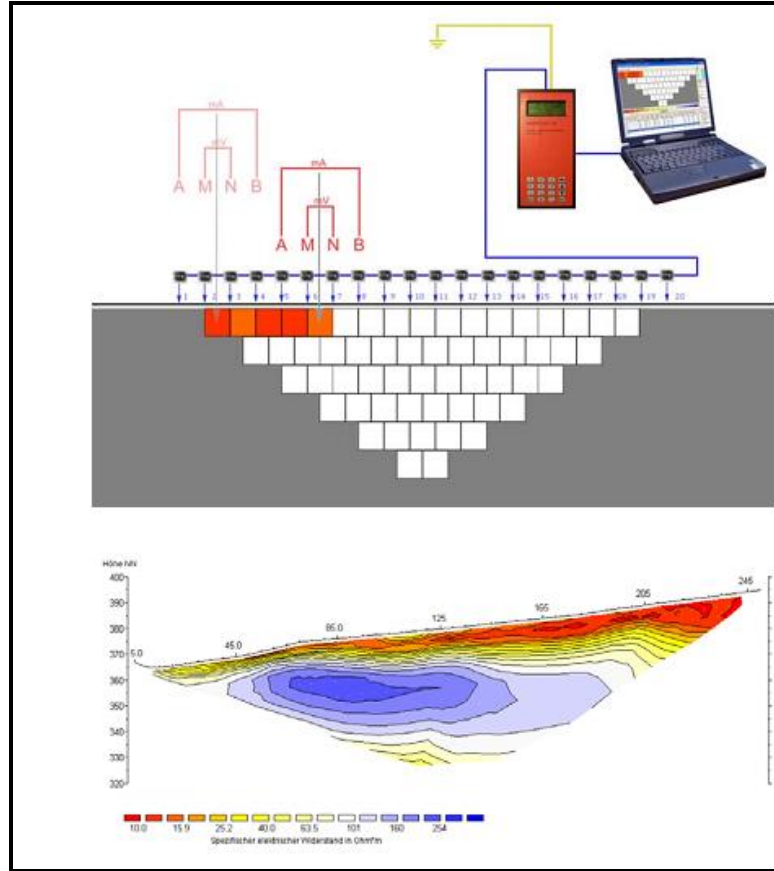 mA
mV
A M N B
mA
mV
A M N B
1 2 3 4 5 6 7 8 9 10 11 12 13 14 15 16 17 18 19 20
Höhe NN
400
390
380
370
360
350
340
330
320
5.0 45.0 85.0 125 165 205 245
10.0 15.9 25.2 40.0 63.5 101 160 254
Spezifischer elektrischer Widerstand in Ohm*m